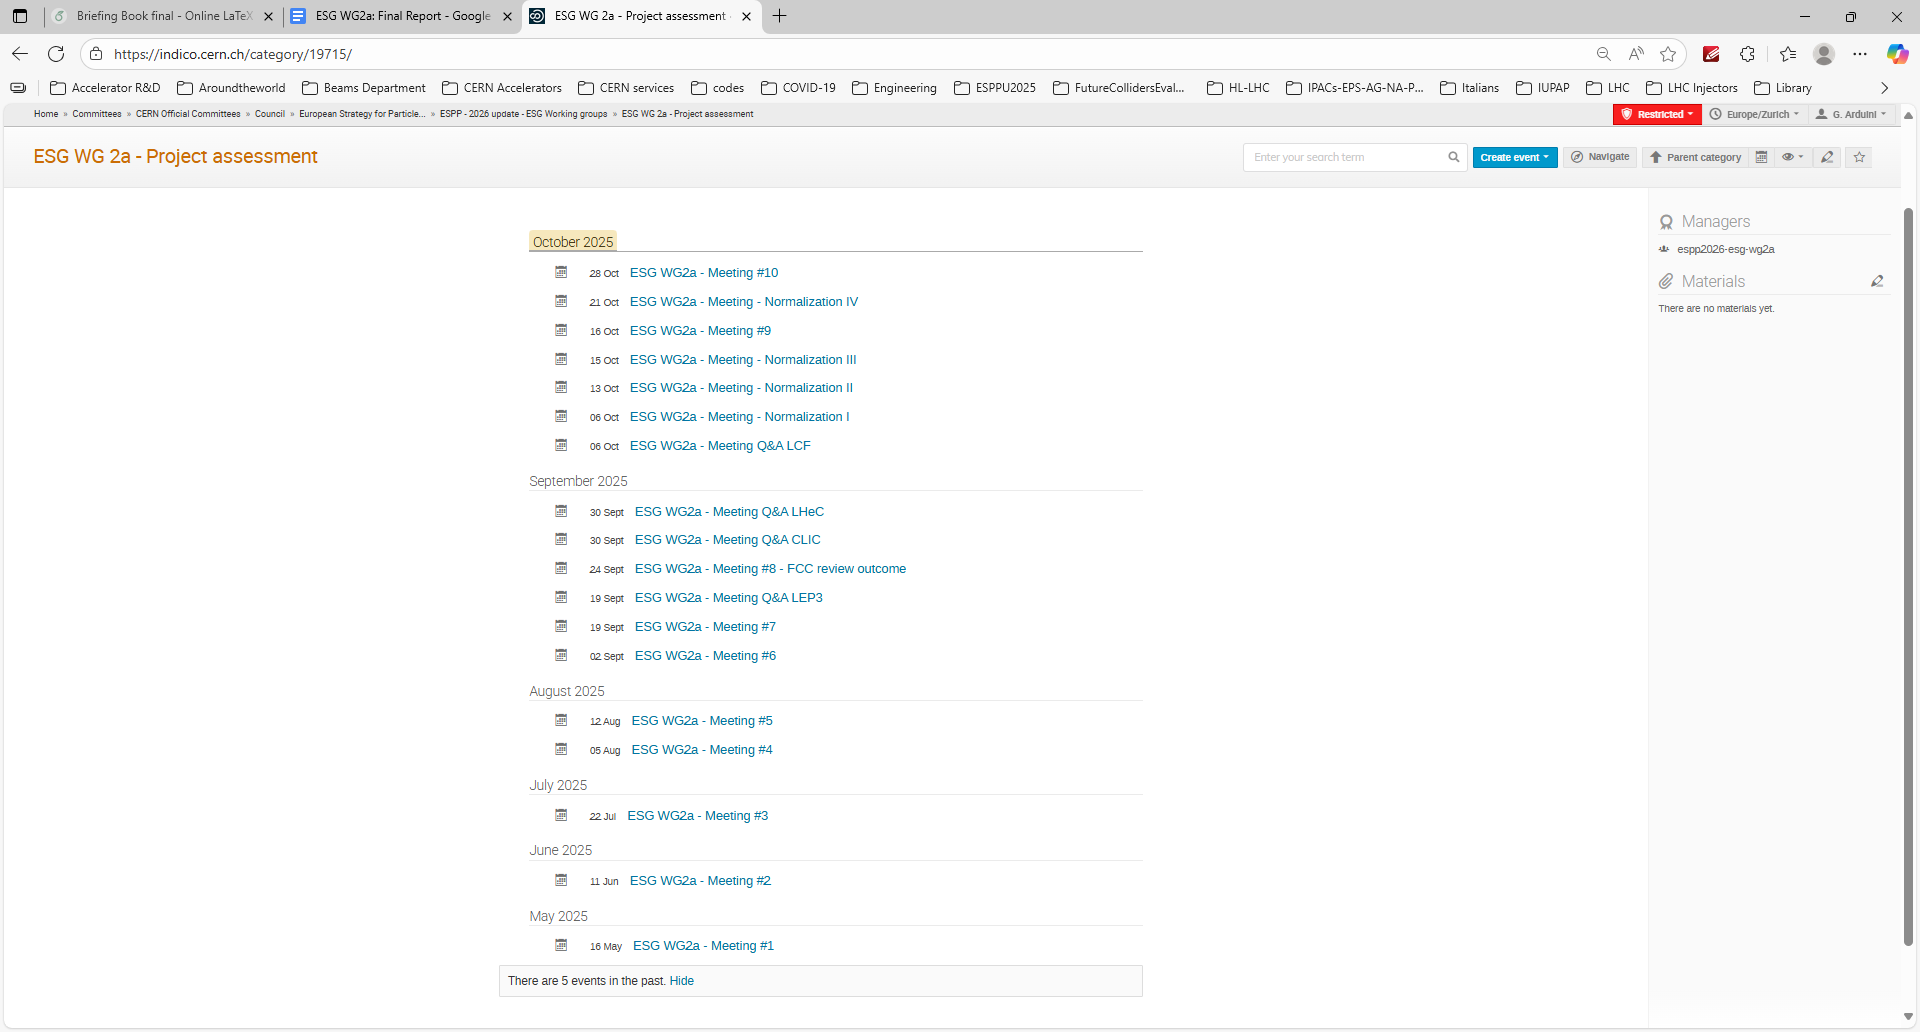 Briefing Book final - Online LaTeX
ESG WG2a: Final Report - Google
ESG WG 2a - Project assessment
https://indico.cern.ch/category/19715/
Accelerator R&D Aroundtheworld Beams Department CERN Accelerators CERN services codes COVID-19 Engineering ESPPU2025 FutureCollidersEval... HL-LHC IPACs-EPS-AG-NA-P... Italians IUPAP LHC LHC Injectors Library
Home » Committees » CERN Official Committees » Council » European Strategy for Particle... » ESPP - 2026 update - ESG Working groups » ESG WG 2a - Project assessment
Restricted Europe/Zurich G. Arduini
ESG WG 2a - Project assessment
Enter your search term
Create event Navigate Parent category
October 2025
28 Oct ESG WG2a - Meeting #10
21 Oct ESG WG2a - Meeting - Normalization IV
16 Oct ESG WG2a - Meeting #9
15 Oct ESG WG2a - Meeting - Normalization III
13 Oct ESG WG2a - Meeting - Normalization II
06 Oct ESG WG2a - Meeting - Normalization I
06 Oct ESG WG2a - Meeting Q&A LCF
September 2025
30 Sept ESG WG2a - Meeting Q&A LHeC
30 Sept ESG WG2a - Meeting Q&A CLIC
24 Sept ESG WG2a - Meeting #8 - FCC review outcome
19 Sept ESG WG2a - Meeting Q&A LEP3
19 Sept ESG WG2a - Meeting #7
02 Sept ESG WG2a - Meeting #6
August 2025
12 Aug ESG WG2a - Meeting #5
05 Aug ESG WG2a - Meeting #4
July 2025
22 Jul ESG WG2a - Meeting #3
June 2025
11 Jun ESG WG2a - Meeting #2
May 2025
16 May ESG WG2a - Meeting #1
There are 5 events in the past. Hide
Managers
espp2026-esg-wg2a
Materials
There are no materials yet.